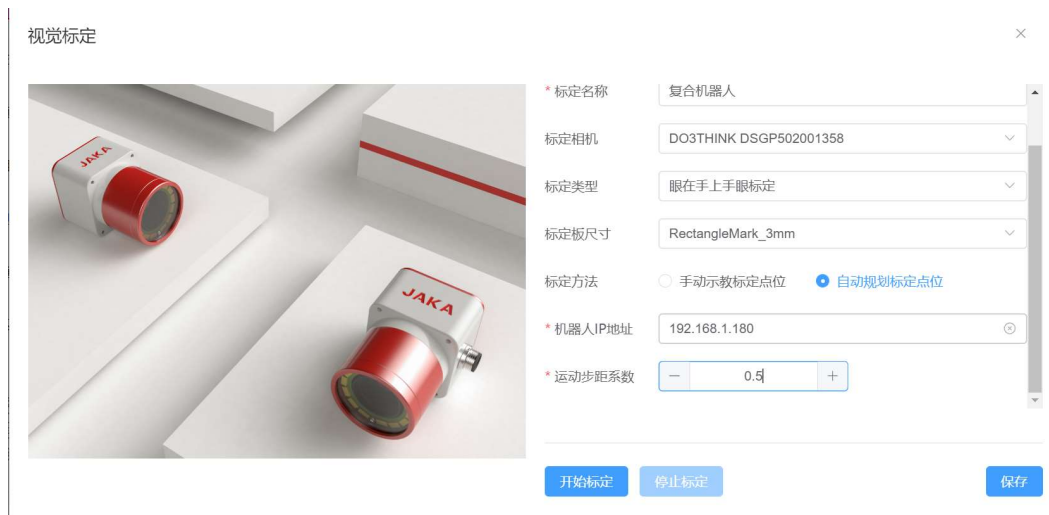 视觉标定
JAKA
JAKA
* 标定名称 复合机器人
标定相机 DO3THINK DSGP502001358
标定类型 眼在手上手眼标定
标定板尺寸 RectangleMark_3mm
标定方法 手动示教标定点位 自动规划标定点位
* 机器人IP地址 192.168.1.180
* 运动步距系数 0.5
开始标定 停止标定 保存